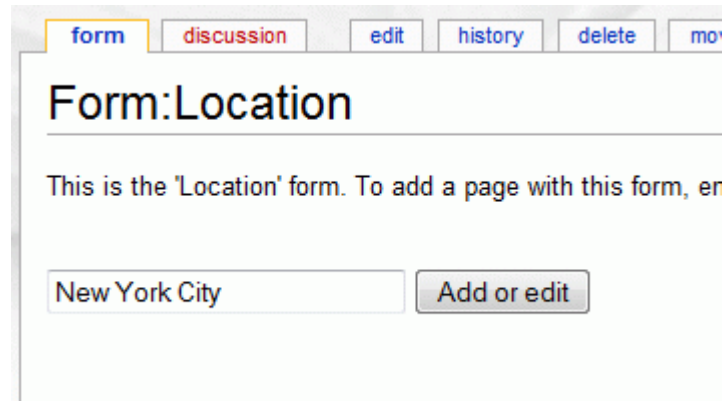 form discussion edit history delete
Form:Location
This is the 'Location' form. To add a page with this form,
New York City Add or edit